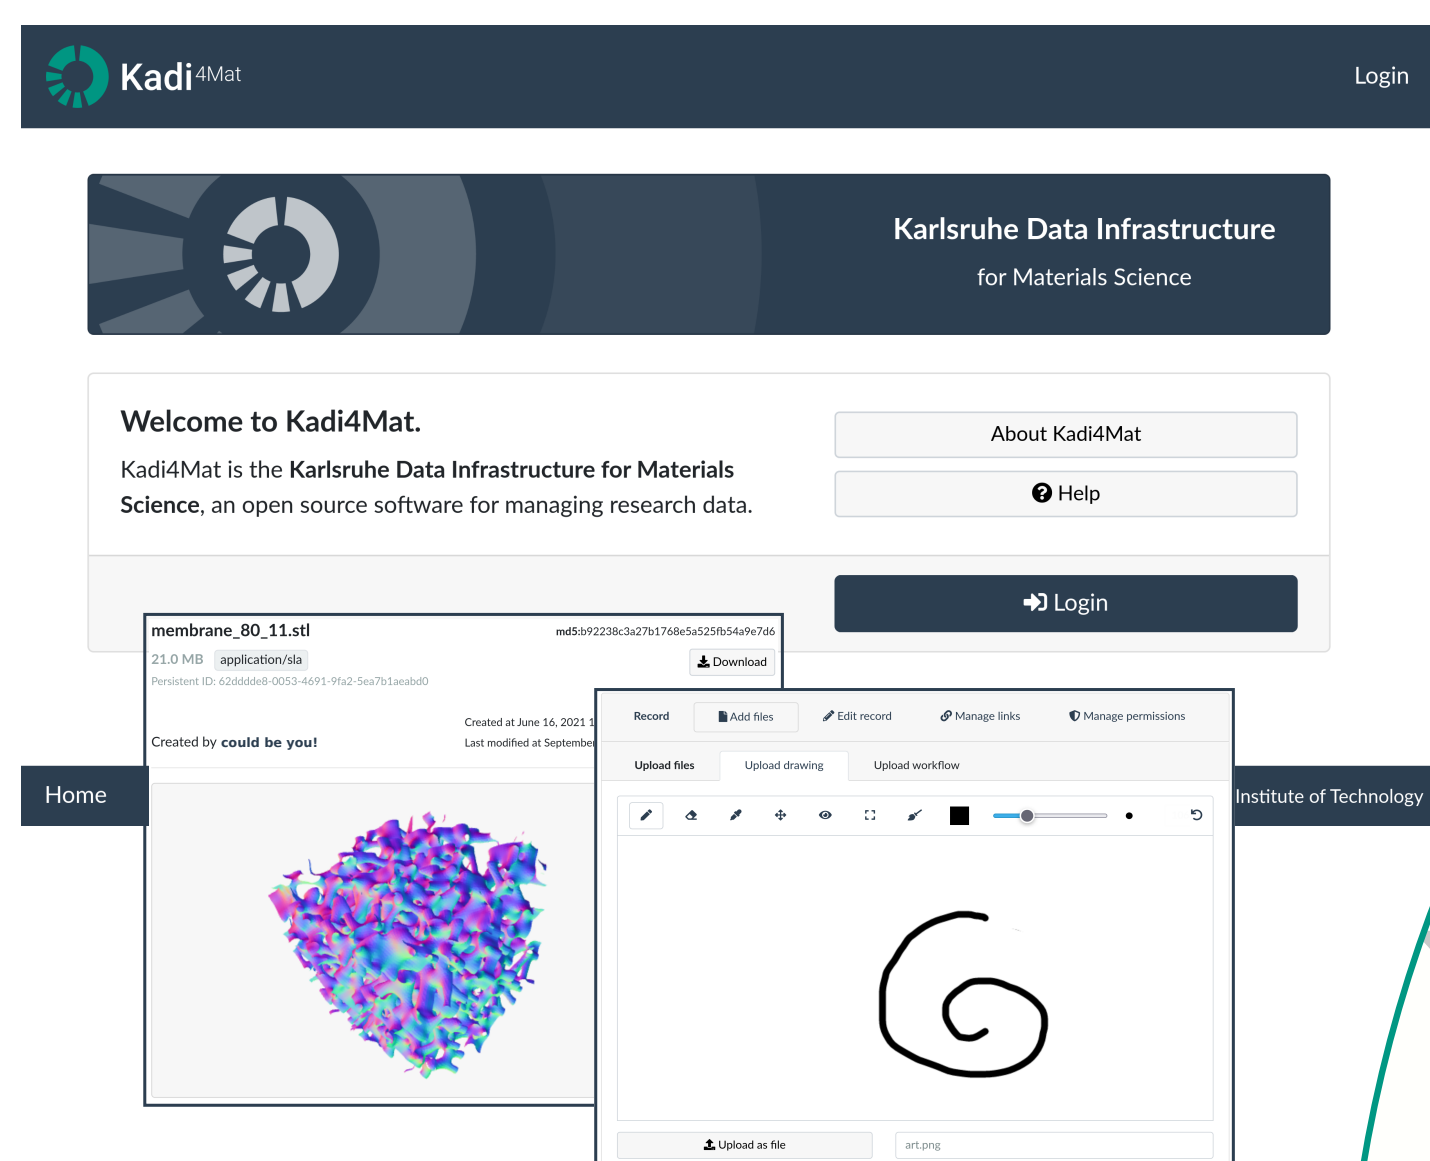 Kadi4Mat
Login
Karlsruhe Data Infrastructure
for Materials Science
Welcome to Kadi4Mat.
Kadi4Mat is the Karlsruhe Data Infrastructure for Materials
Science, an open source software for managing research data.
About Kadi4Mat
Help
Login
membrane_80_11.stl
md5:b92238c3a27b1768e5a525fb54a9e7d6
21.0 MB application/sla
Download
Persistent ID: 62dddde8-0053-4691-9fa2-5ea7b1aeabd0
Created at June 16, 2021 1
Created by could be you!
Last modified at September
Record Add files Edit record Manage links Manage permissions
Upload files Upload drawing Upload workflow
Home
Institute of Technology
Upload as file
art.png